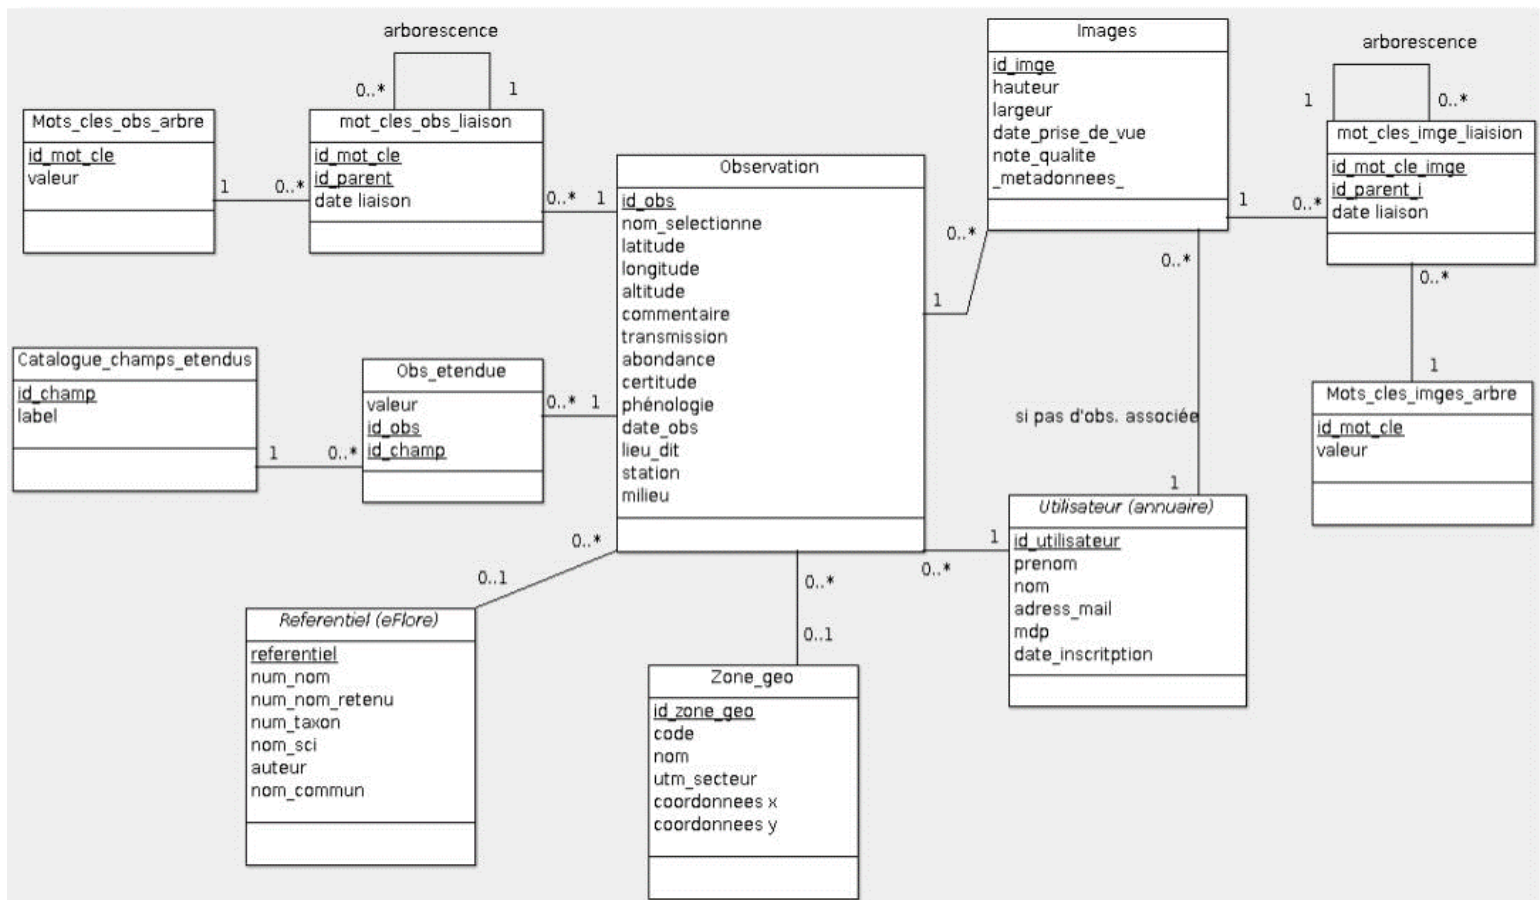 arborescence
0..*
1
Mots_cles_obs_arbre
id_mot_cle
valeur
1
0..*
mot_cles_obs_liaison
id_mot_cle
id_parent
date liaison
0..*
1
Observation
id_obs
nom_selectionne
latitude
longitude
altitude
commentaire
transmission
abondance
certitude
phénologie
date_obs
lieu_dit
station
milieu
Images
id_imge
hauteur
largeur
date_prise_de_vue
note_qualite
_metadonnees_
0..*
1
1
0..*
arborescence
1
0..*
mot_cles_imge_liaision
id_mot_cle_imge
id_parent_i
date liaison
0..*
1
Mots_cles_imges_arbre
id_mot_cle
valeur
0..*
si pas d'obs. associée
1
Catalogue_champs_etendus
id_champ
label
1
0..*
Obs_etendue
valeur
id_obs
id_champ
0..*
1
Utilisateur (annuaire)
id_utilisateur
prenom
nom
adress_mail
mdp
date_inscritption
1
0..*
0..*
0..1
Référentiel (eFlore)
referentiel
num_nom
num_nom_retenu
num_taxon
nom_sci
auteur
nom_commun
0..*
0..1
Zone_geo
id_zone_geo
code
nom
utm_secteur
coordonnees x
coordonnees y